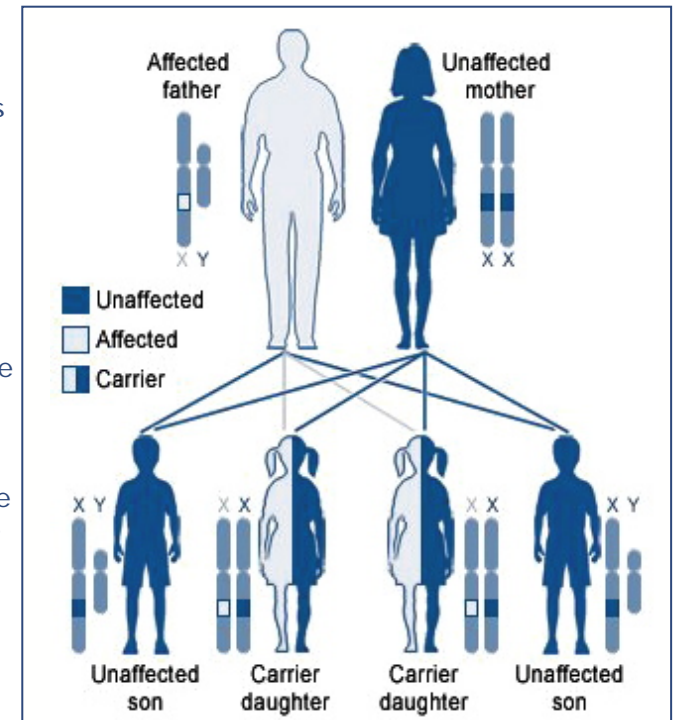 s
e
e
Affected
father
Unaffected
mother
X Y
X X
Unaffected
Affected
Carrier
X Y
X X
X X
X Y
Unaffected
son
Carrier
daughter
Carrier
daughter
Unaffected
son